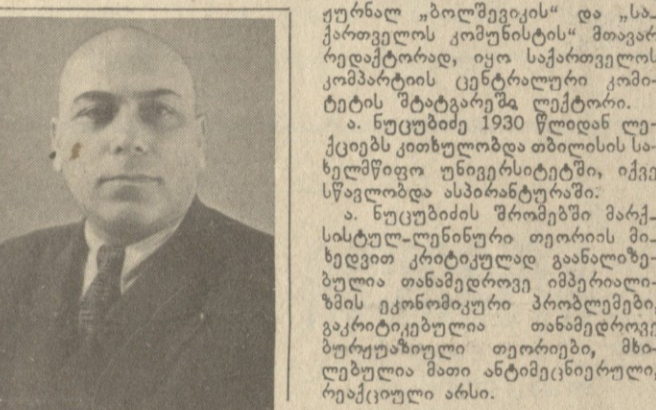 ჟურნალ „ბოლშევიკის“ და „სა-
ქართველოს კომუნისტის“ მთავარ
რედაქტორად, იყო საქართველოს
კომპარტიის ცენტრალური კომი-
ტეტის შტატგარეშე ლექტორი.
ა. ნუცუბიძე 1930 წლიდან ლე-
ქციებს კითხულობდა თბილისის სა-
ხელმწიფო უნივერსიტეტში, იქვე
სწავლობდა ასპირანტურაში.
ა. ნუცუბიძის შრომებში მარქ-
სისტულ-ლენინური თეორიის მი-
ხედვით კრიტიკულად გაანალიზე-
ბულია თანამედროვე იმპერიალი-
ზმის ეკონომიკური პრობლემები,
გაკრიტიკებულია თანამედროვე
ბურჟუაზიული თეორიები, მხი-
ლებულია მათი ანტიმეცნიერული,
რეაქციული არსი.